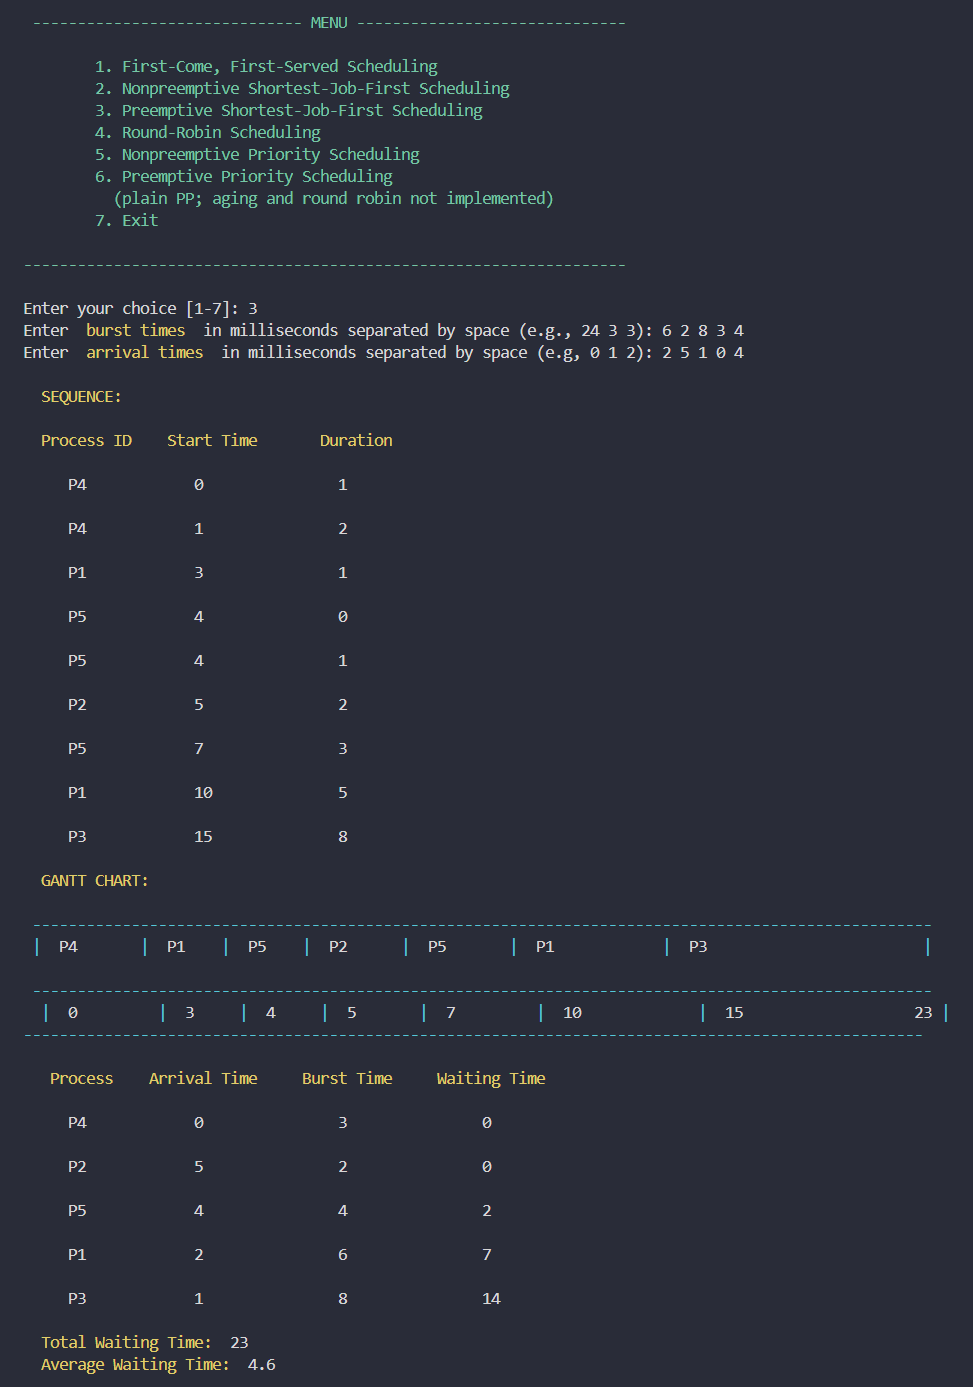 ------------------------------ MENU ------------------------------
1. First-Come, First-Served Scheduling
2. Nonpreemptive Shortest-Job-First Scheduling
3. Preemptive Shortest-Job-First Scheduling
4. Round-Robin Scheduling
5. Nonpreemptive Priority Scheduling
6. Preemptive Priority Scheduling
(plain PP; aging and round robin not implemented)
7. Exit
-------------------------------------------------------------------
Enter your choice [1-7]: 3
Enter  burst times  in milliseconds separated by space (e.g., 24 3 3): 6 2 8 3 4
Enter  arrival times  in milliseconds separated by space (e.g, 0 1 2): 2 5 1 0 4
SEQUENCE:
Process ID    Start Time       Duration
P4            0               1
P4            1               2
P1            3               1
P5            4               0
P5            4               1
P2            5               2
P5            7               3
P1            10              5
P3            15              8
GANTT CHART:
----------------------------------------------------------------------------------------------------
|  P4       |  P1    |  P5    |  P2      |  P5       |  P1            |  P3                        |
----------------------------------------------------------------------------------------------------
|  0         |  3     |  4     |  5       |  7         |  10             |  15                   23 |
----------------------------------------------------------------------------------------------------
Process    Arrival Time     Burst Time     Waiting Time
P4            0               3               0
P2            5               2               0
P5            4               4               2
P1            2               6               7
P3            1               8               14
Total Waiting Time:  23
Average Waiting Time:  4.6